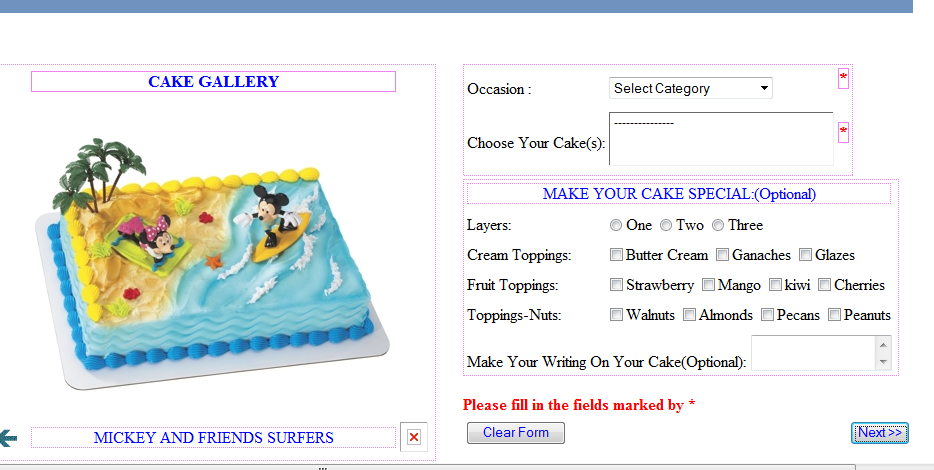 CAKE GALLERY
MICKEY AND FRIENDS SURFERS
Occasion : Select Category *
Choose Your Cake(s): --------------- *
MAKE YOUR CAKE SPECIAL:(Optional)
Layers: One Two Three
Cream Toppings: Butter Cream Ganaches Glazes
Fruit Toppings: Strawberry Mango kiwi Cherries
Toppings-Nuts: Walnuts Almonds Pecans Peanuts
Make Your Writing On Your Cake(Optional):
Please fill in the fields marked by *
Clear Form Next >>